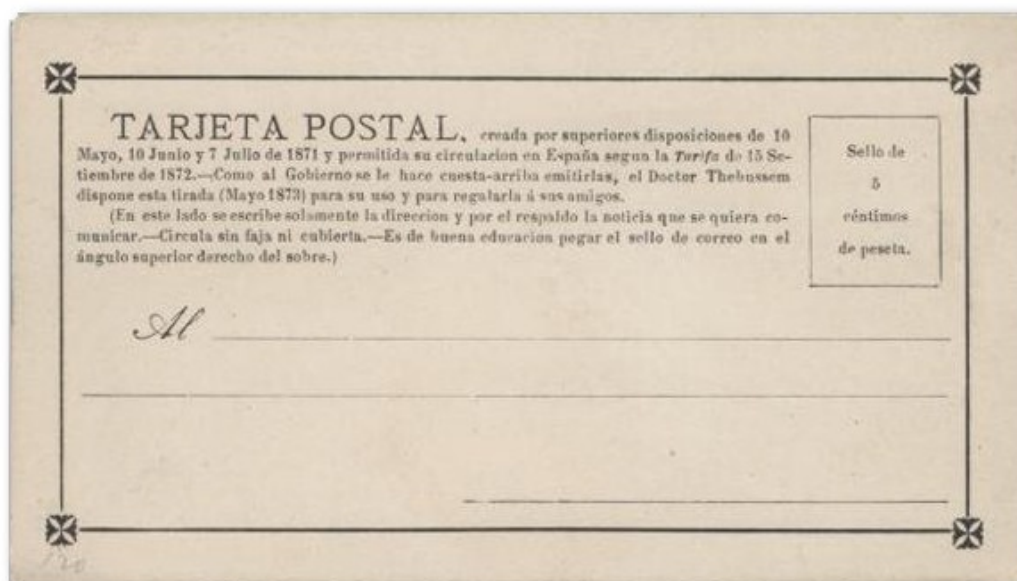 TARJETA POSTAL, creada por superiores disposiciones de 10
Mayo, 10 Junio y 7 Julio de 1871 y permitida su circulacion en España segun la Tarifa de 15 Se-
tiembre de 1872.—Como al Gobierno se le hace cuesta-arriba emitirlas, el Doctor Thebussem
dispone esta tirada (Mayo 1873) para su uso y para regalarla á sus amigos.
(En este lado se escribe solamente la direccion y por el respaldo la noticia que se quiera co-
municar.—Circula sin faja ni cubierta.—Es de buena educacion pegar el sello de correo en el
ángulo superior derecho del sobre.)
Sello de
5
céntimos
de peseta.
Al
120